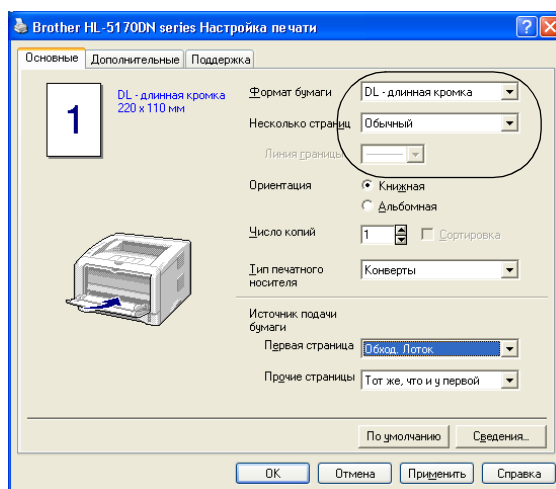 Brother HL-5170DN series Настройка печати
Основные Дополнительные Поддержка
1
DL - длинная кромка
220 x 110 мм
Формат бумаги DL - длинная кромка
Несколько страниц Обычный
Линия границы
Ориентация Книжная
Альбомная
Число копий 1 Сортировка
Тип печатного носителя Конверты
Источник подачи бумаги
Первая страница Обход. Лоток
Прочие страницы Тот же, что и у первой
По умолчанию Сведения...
OK Отмена Применить Справка